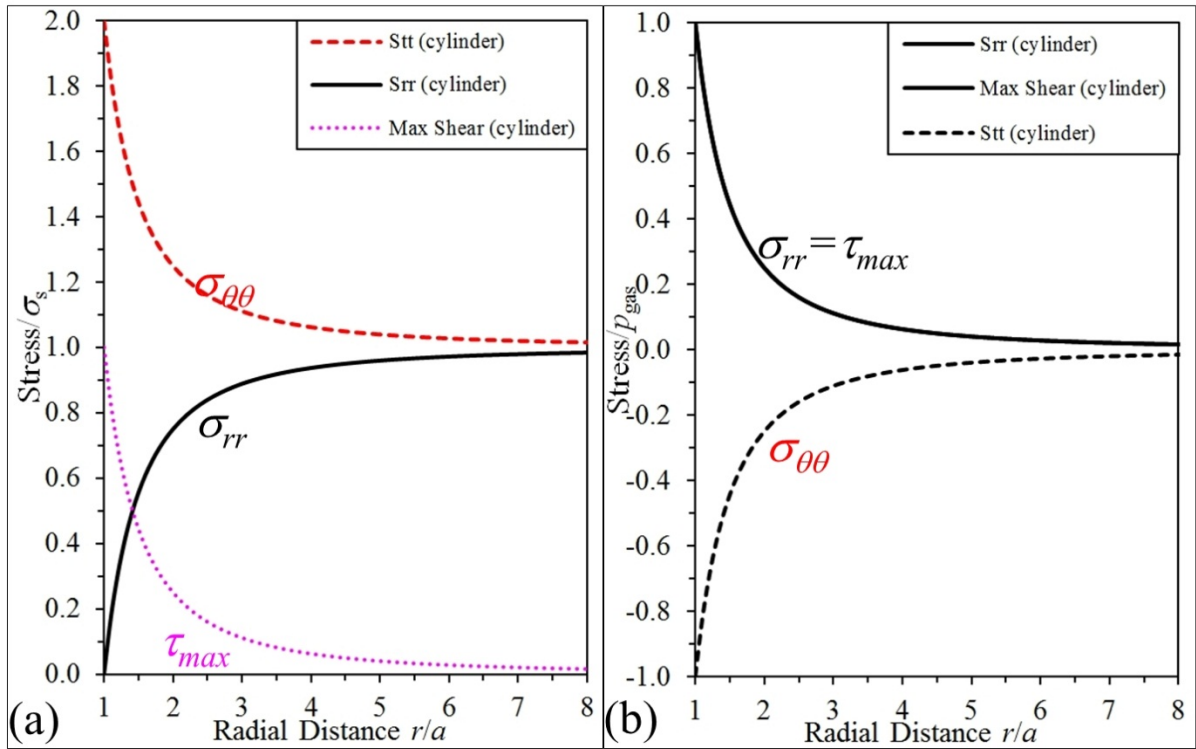 2.0
1.8
1.6
1.4
1.2
1.0
0.8
0.6
0.4
0.2
0.0
Stress/σs
Stt (cylinder)
Srr (cylinder)
Max Shear (cylinder)
σθθ
σrr
τmax
1 2 3 4 5 6 7 8
Radial Distance r/a
(a)
1.0
0.8
0.6
0.4
0.2
0.0
-0.2
-0.4
-0.6
-0.8
-1.0
Stress/pgas
Srr (cylinder)
Max Shear (cylinder)
Stt (cylinder)
σrr=τmax
σθθ
1 2 3 4 5 6 7 8
Radial Distance r/a
(b)